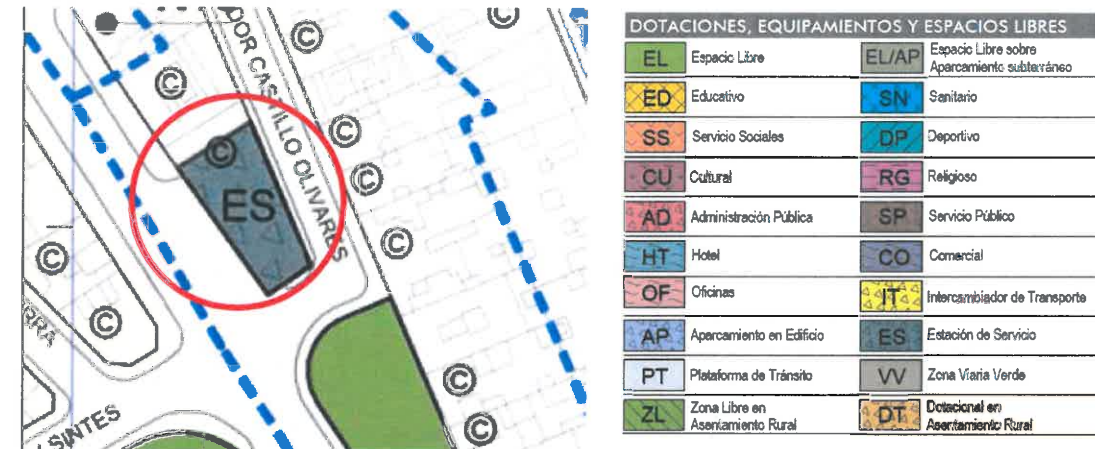 DOR CASTILLO OLIVARES
©
©
©
©
©
ES
©
©
©
©
©
©
RRA
SINTES
DOTACIONES, EQUIPAMIENTOS Y ESPACIOS LIBRES
EL Espacio Libre
EL/AP Espacio Libre sobre
Aparcamiento subterráneo
ED Educativo
SN Sanitario
SS Servicio Sociales
DP Deportivo
CU Cultural
RG Religioso
AD Administración Pública
SP Servicio Público
HT Hotel
CO Comercial
OF Oficinas
IT Intercambiador de Transporte
AP Aparcamiento en Edificio
ES Estación de Servicio
PT Plataforma de Tránsito
VV Zona Viaria Verde
ZL Zona Libre en
Asentamiento Rural
DT Dotacional en
Asentamiento Rural